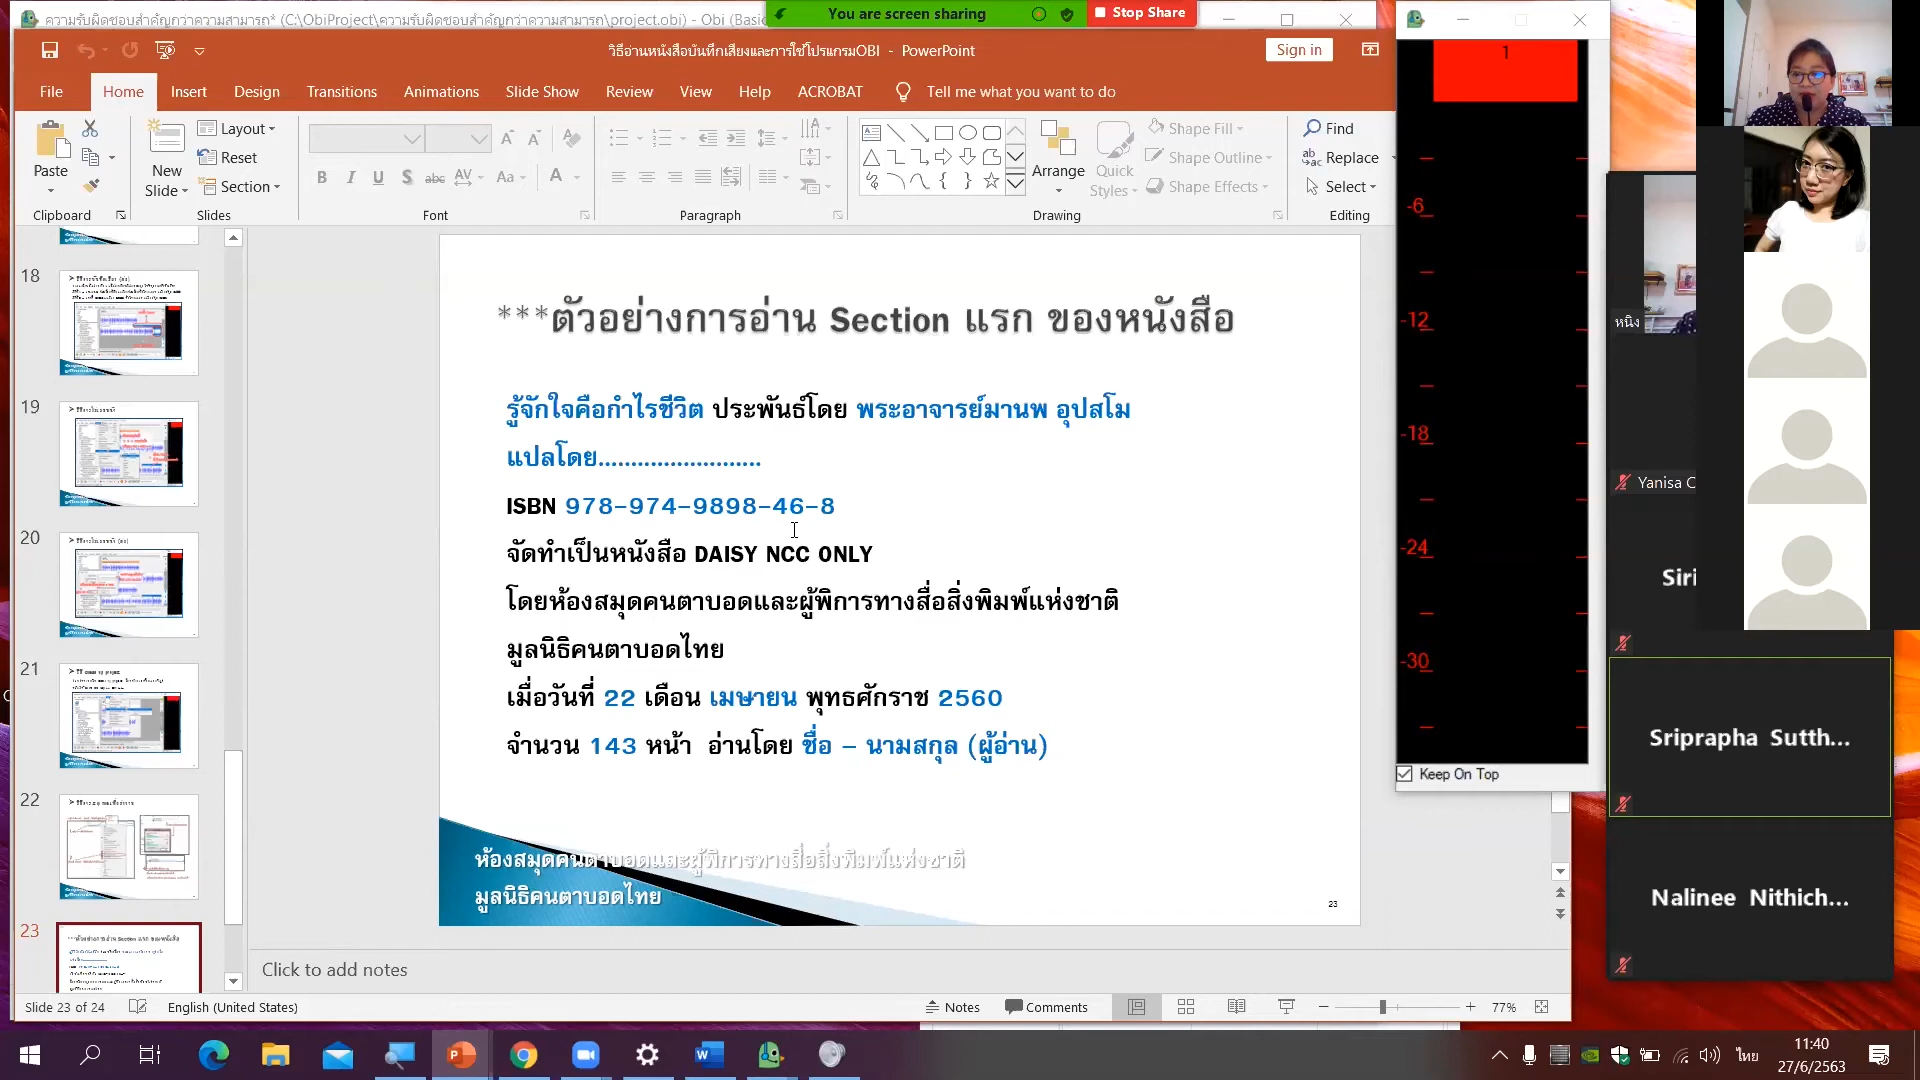 ความรับผิดชอบสำคัญกว่าความสามารถ* (C:\ObiProject\ความรับผิดชอบสำคัญกว่าความสามารถ\project.obi) - Obi (Basic
You are screen sharing
Stop Share
วิธีอ่านหนังสือบันทึกเสียงและการใช้โปรแกรมOBI - PowerPoint
Sign in
File Home Insert Design Transitions Animations Slide Show Review View Help ACROBAT Tell me what you want to do
Paste
New Slide
Layout
Reset
Section
Arrange
Quick Styles
Shape Fill
Shape Outline
Shape Effects
Find
Replace
Select
Clipboard
Slides
Font
Paragraph
Drawing
Editing
18
19
20
21
22
23
***ตัวอย่างการอ่าน Section แรก ของหนังสือ
รู้จักใจคือกำไรชีวิต ประพันธ์โดย พระอาจารย์มานพ อุปสโม
แปลโดย.........................
ISBN 978-974-9898-46-8
จัดทำเป็นหนังสือ DAISY NCC 0NLY
โดยห้องสมุดคนตาบอดและผู้พิการทางสื่อสิ่งพิมพ์แห่งชาติ
มูลนิธิคนตาบอดไทย
เมื่อวันที่ 22 เดือน เมษายน พุทธศักราช 2560
จำนวน 143 หน้า อ่านโดย ชื่อ – นามสกุล (ผู้อ่าน)
ห้องสมุดคนตาบอดและผู้พิการทางสื่อสิ่งพิมพ์แห่งชาติ
มูลนิธิคนตาบอดไทย
23
Click to add notes
Slide 23 of 24
English (United States)
Notes
Comments
77%
1
-6
-12
-18
-24
-30
Keep On Top
หนิง
Yanisa C
Siri
Sriprapha Sutth...
Nalinee Nithich...
ไทย
11:40
27/6/2563